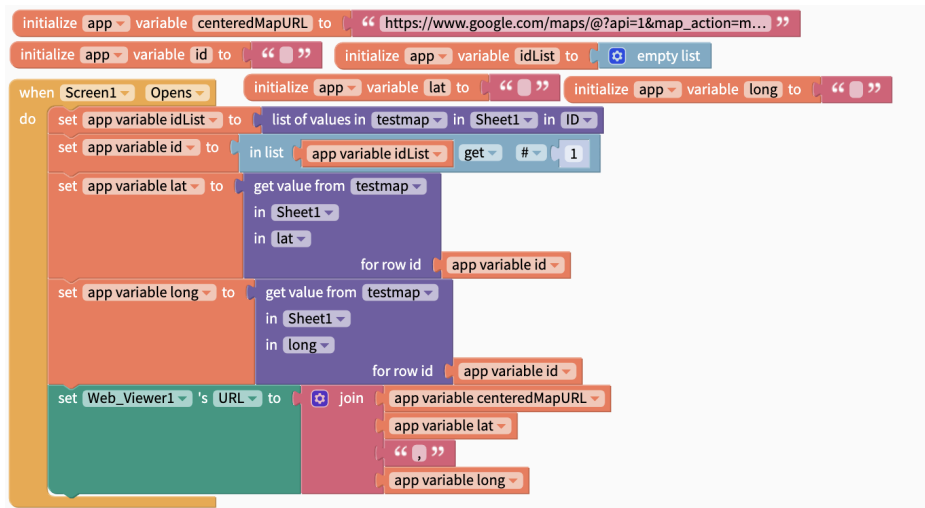 initialize app variable centeredMapURL to “ https://www.google.com/maps/@?api=1&map_action=m... ”
initialize app variable id to “ ”
initialize app variable idList to empty list
when Screen1 Opens
initialize app variable lat to “ ”
initialize app variable long to “ ”
do
set app variable idList to list of values in testmap in Sheet1 in ID
set app variable id to in list app variable idList get # 1
set app variable lat to get value from testmap
in Sheet1
in lat
for row id app variable id
set app variable long to get value from testmap
in Sheet1
in long
for row id app variable id
set Web_Viewer1 's URL to join app variable centeredMapURL
app variable lat
“ , ”
app variable long